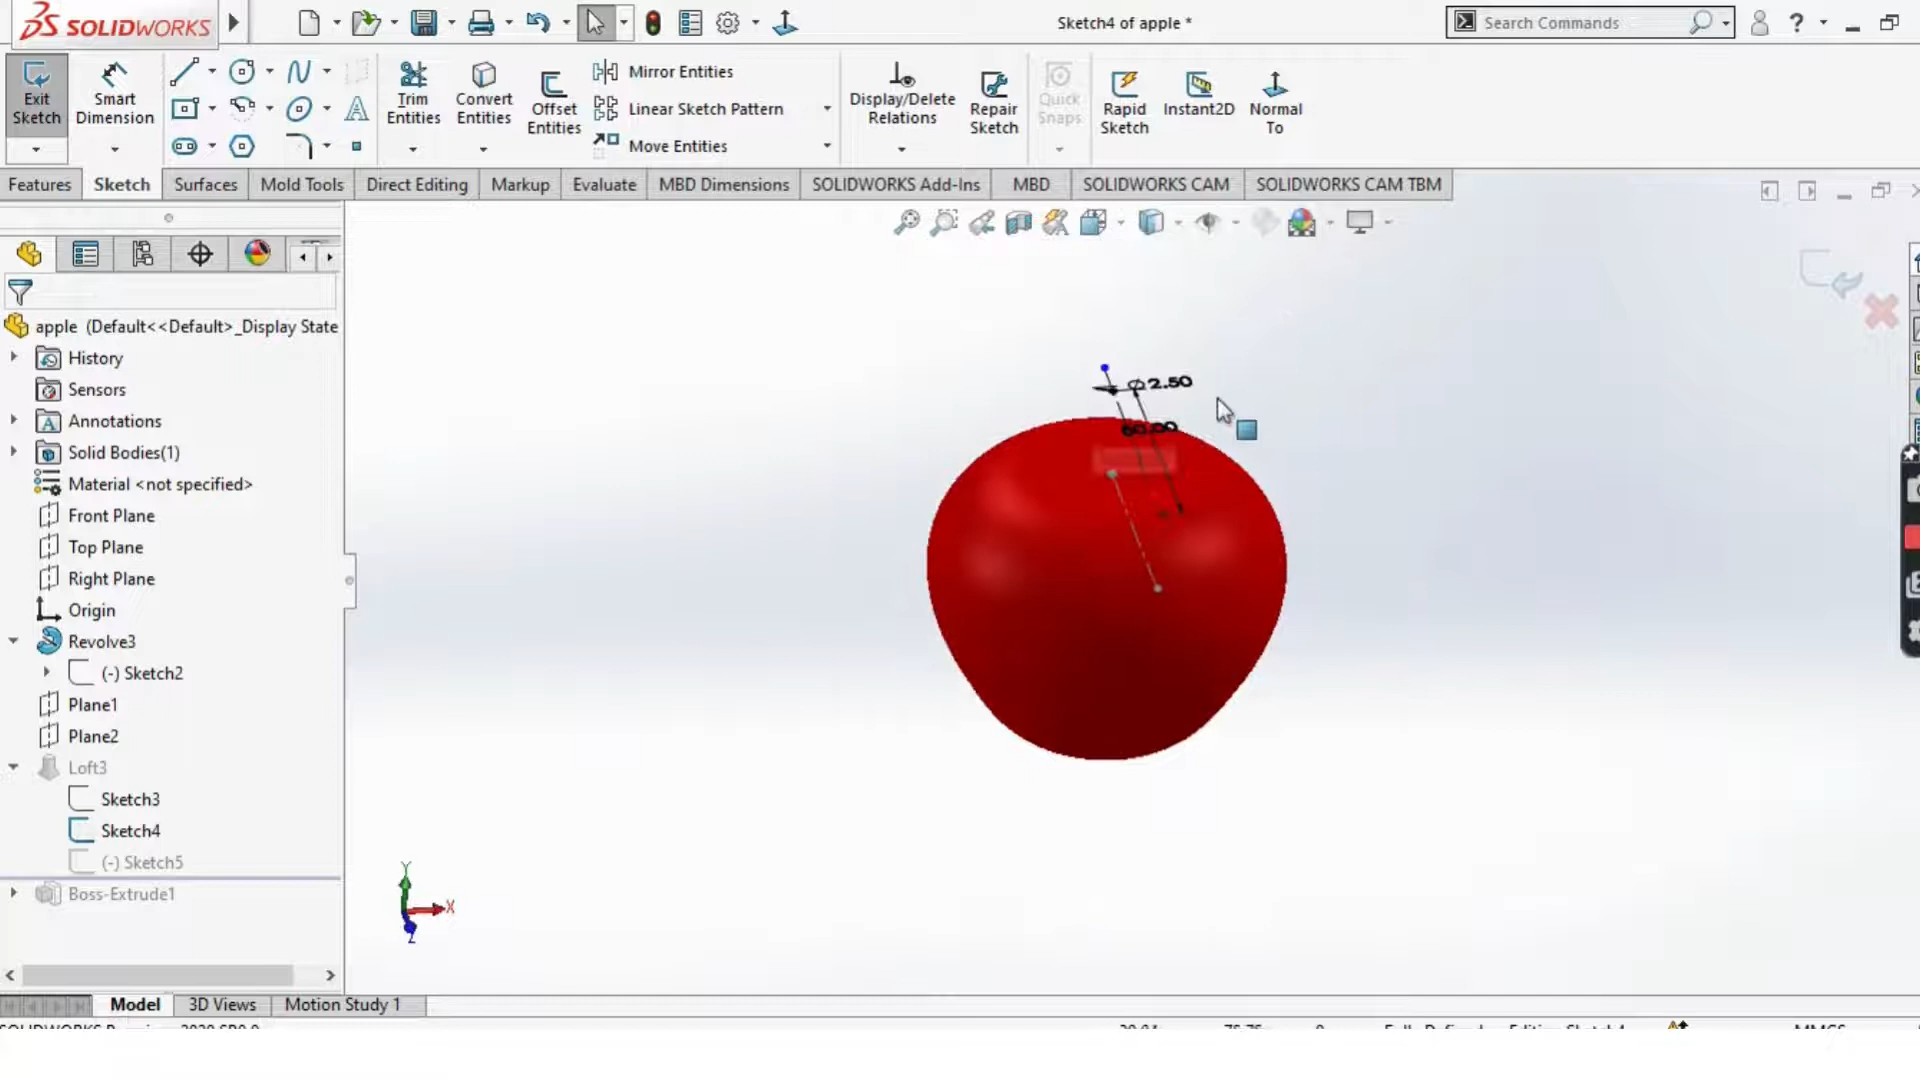 SOLIDWORKS
Sketch4 of apple *
Search Commands
?
Exit Sketch
Smart Dimension
Trim Entities
Convert Entities
Offset Entities
Mirror Entities
Linear Sketch Pattern
Move Entities
Display/Delete Relations
Repair Sketch
Quick Snaps
Rapid Sketch
Instant2D
Normal To
Features
Sketch
Surfaces
Mold Tools
Direct Editing
Markup
Evaluate
MBD Dimensions
SOLIDWORKS Add-Ins
MBD
SOLIDWORKS CAM
SOLIDWORKS CAM TBM
apple (Default<<Default>_Display State
History
Sensors
Annotations
Solid Bodies(1)
Material <not specified>
Front Plane
Top Plane
Right Plane
Origin
Revolve3
(-) Sketch2
Plane1
Plane2
Loft3
Sketch3
Sketch4
(-) Sketch5
Boss-Extrude1
∅2.50
60.00
Y
X
Z
Model
3D Views
Motion Study 1